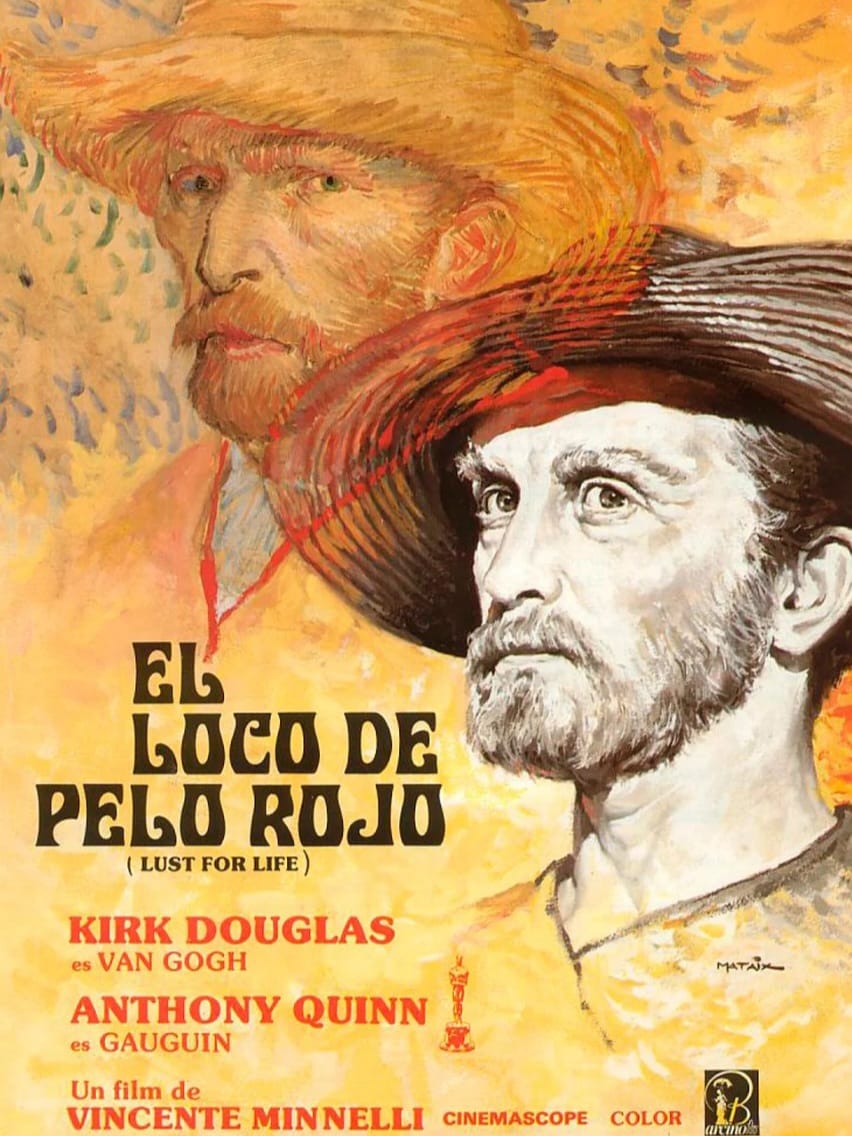 EL
LOCO DE
PELO ROJO
( LUST FOR LIFE )
KIRK DOUGLAS
es VAN GOGH
ANTHONY QUINN
es GAUGUIN
Un film de
VINCENTE MINNELLI CINEMASCOPE COLOR
MATAIX
B